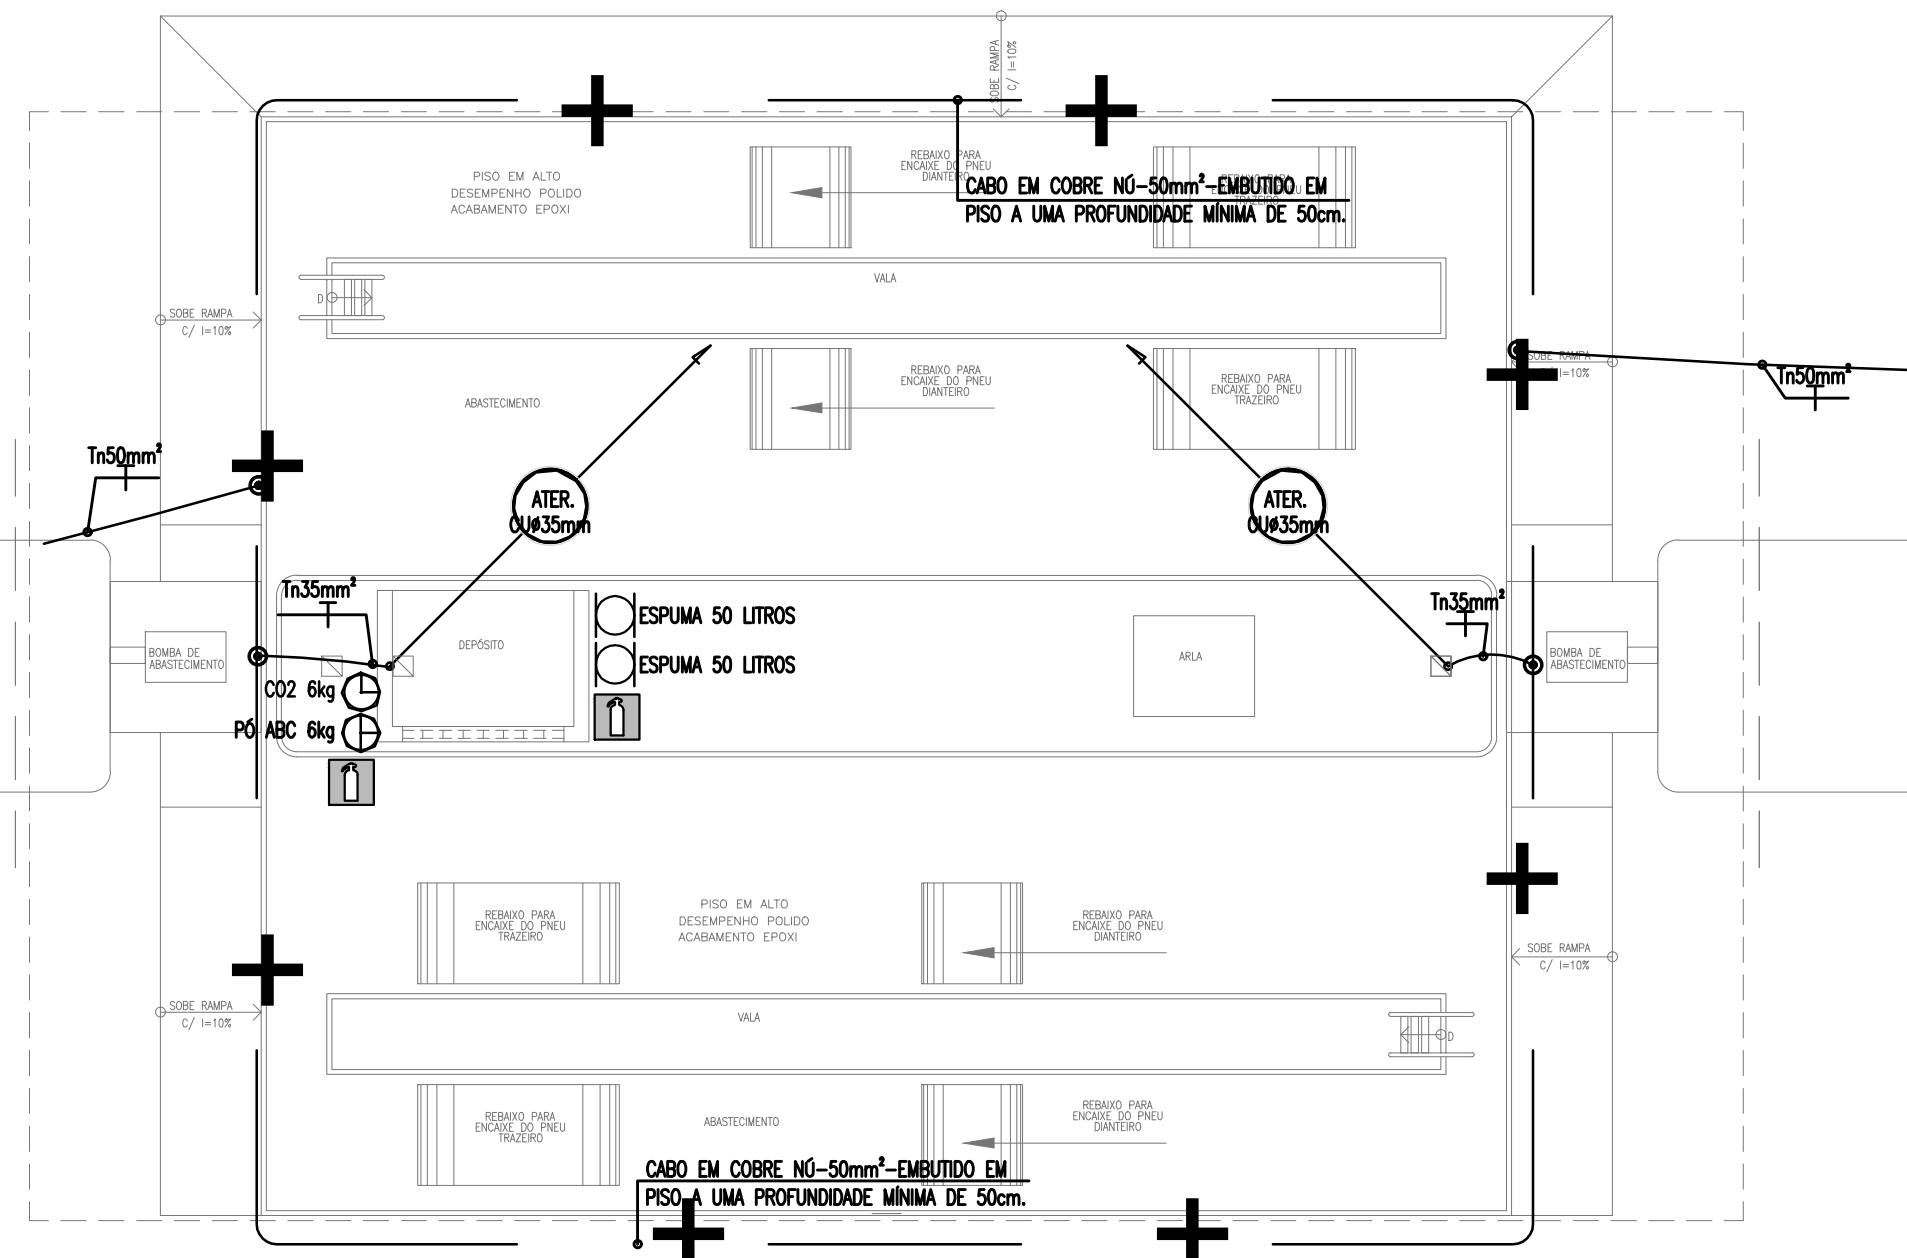 SOBE RAMPA
C/ I=10%
PISO EM ALTO
DESEMPENHO POLIDO
ACABAMENTO EPOXI
REBAIXO PARA
ENCAIXE DO PNEU
DIANTEIRO
CABO EM COBRE NÚ-50mm²-EMBUTIDO EM
PISO A UMA PROFUNDIDADE MÍNIMA DE 50cm.
REBAIXO PARA
TRAZEIRO
VALA
D
SOBE RAMPA
C/ I=10%
SOBE RAMPA
I=10%
Tn50mm²
REBAIXO PARA
ENCAIXE DO PNEU
DIANTEIRO
REBAIXO PARA
ENCAIXE DO PNEU
TRAZEIRO
ABASTECIMENTO
Tn50mm²
ATER.
CUø35mm
ATER.
CUø35mm
Tn35mm²
Tn35mm²
ESPUMA 50 LITROS
ESPUMA 50 LITROS
DEPÓSITO
ARLA
BOMBA DE
ABASTECIMENTO
BOMBA DE
ABASTECIMENTO
CO2 6kg
PÓ ABC 6kg
REBAIXO PARA
ENCAIXE DO PNEU
TRAZEIRO
PISO EM ALTO
DESEMPENHO POLIDO
ACABAMENTO EPOXI
REBAIXO PARA
ENCAIXE DO PNEU
DIANTEIRO
SOBE RAMPA
C/ I=10%
SOBE RAMPA
C/ I=10%
VALA
D
REBAIXO PARA
ENCAIXE DO PNEU
TRAZEIRO
ABASTECIMENTO
REBAIXO PARA
ENCAIXE DO PNEU
DIANTEIRO
CABO EM COBRE NÚ-50mm²-EMBUTIDO EM
PISO A UMA PROFUNDIDADE MÍNIMA DE 50cm.